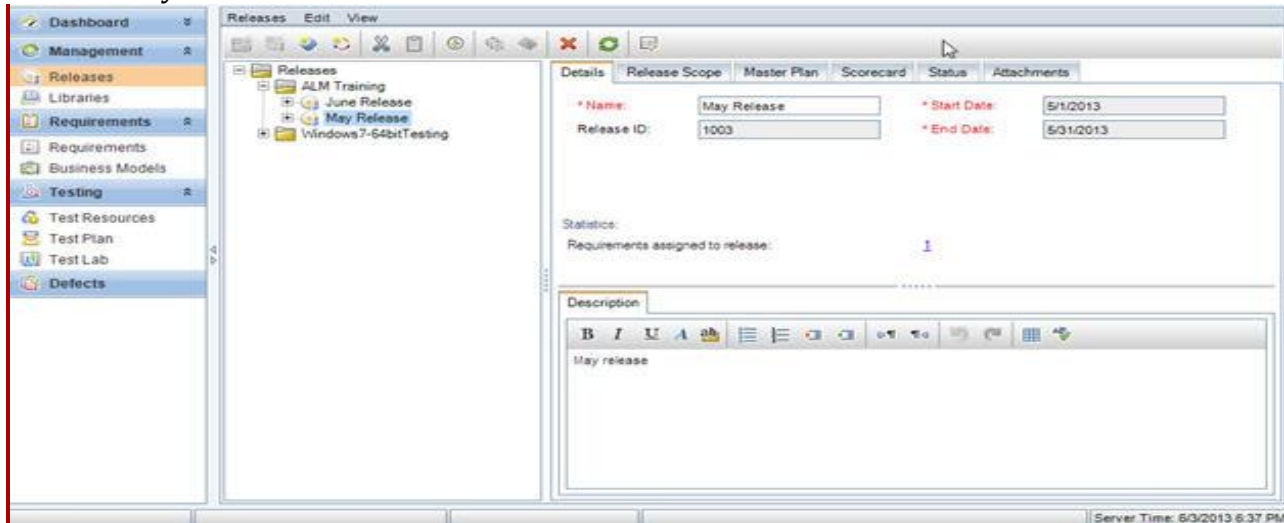 Dashboard
Management
Releases
Libraries
Requirements
Requirements
Business Models
Testing
Test Resources
Test Plan
Test Lab
Defects
Releases Edit View
Releases
ALM Training
June Release
May Release
Windows7-64bitTesting
Details Release Scope Master Plan Scorecard Status Attachments
* Name: May Release * Start Date: 5/1/2013
Release ID: 1003 * End Date: 5/31/2013
Statistics:
Requirements assigned to release: 1
Description
B I U A ab
May release
Server Time: 6/3/2013 6:37 PM